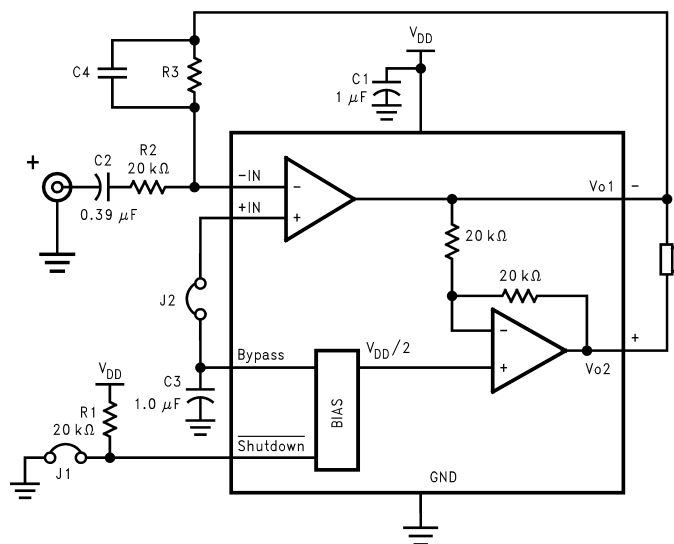 V_DD
C4
R3
C1
1 μF
+
C2
R2
20 kΩ
0.39 μF
-IN
+IN
-
+
Vo1
-
20 kΩ
20 kΩ
J2
Bypass
V_DD/2
-
+
+
Vo2
C3
1.0 μF
BIAS
V_DD
R1
20 kΩ
Shutdown
J1
GND